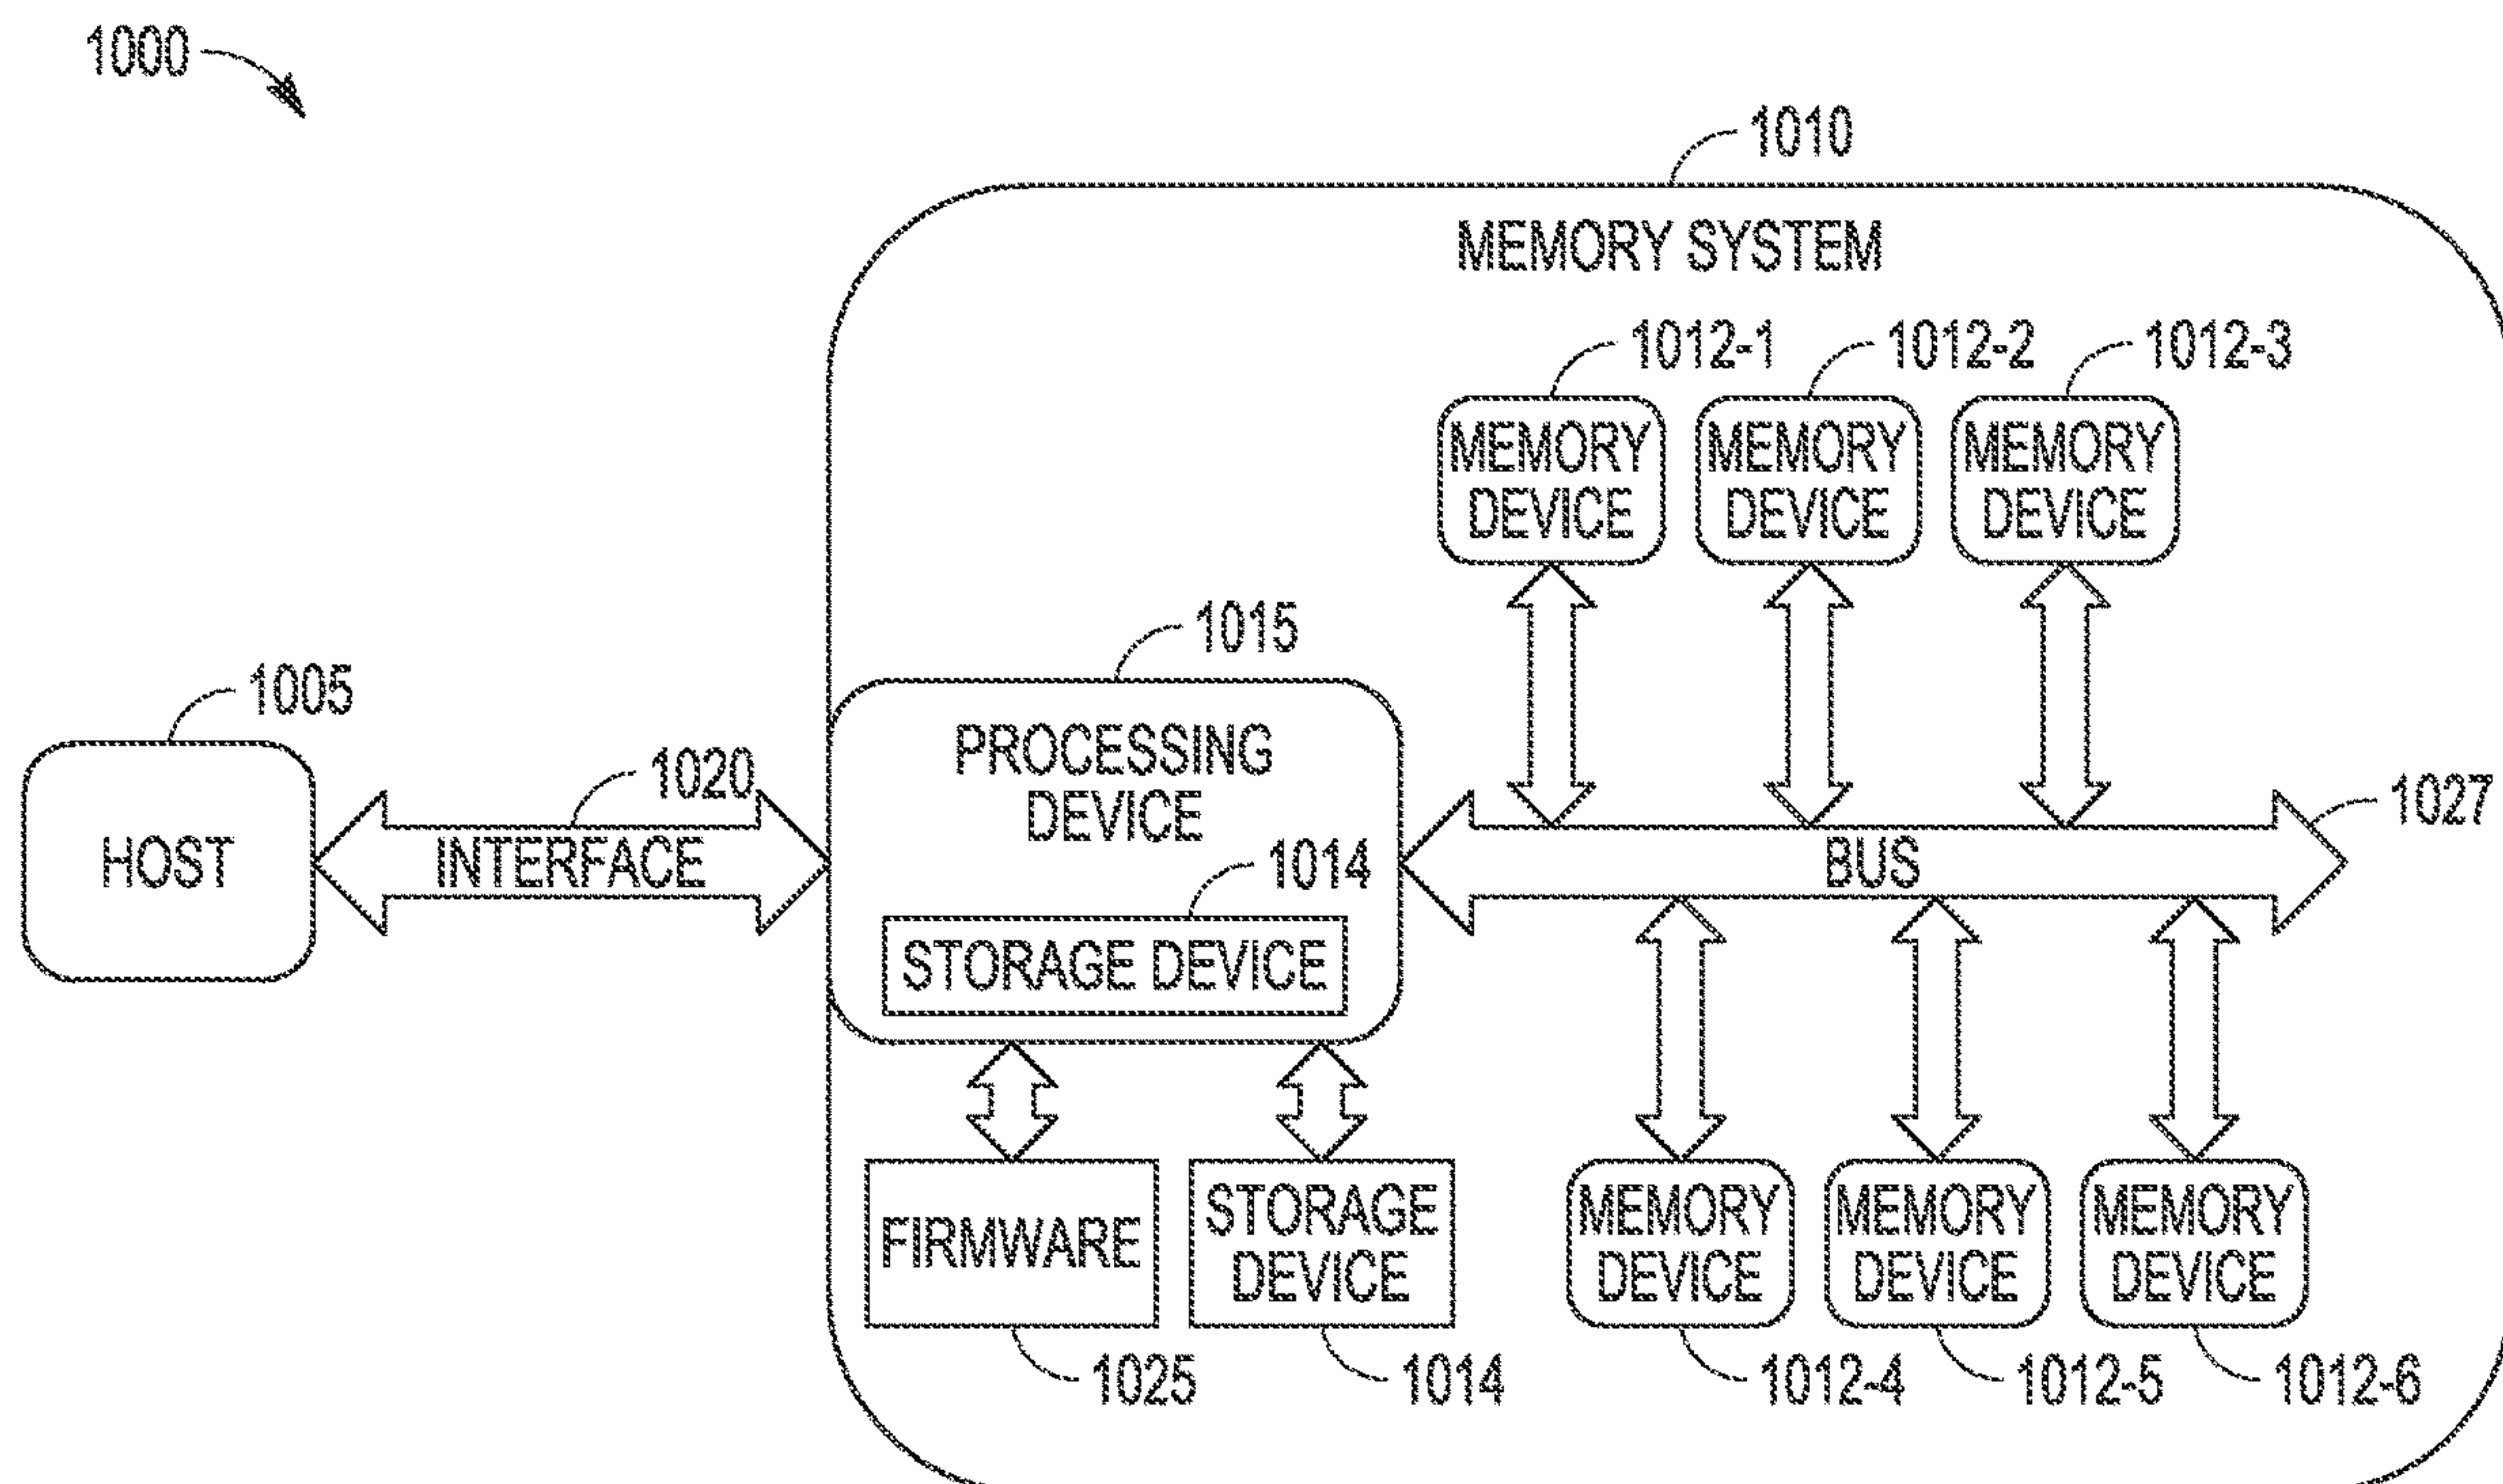 1000
1010
MEMORY SYSTEM
1012-1
1012-2
1012-3
MEMORY
DEVICE
MEMORY
DEVICE
MEMORY
DEVICE
1015
1005
PROCESSING
DEVICE
1020
1027
HOST
INTERFACE
1014
BUS
STORAGE DEVICE
FIRMWARE
STORAGE
DEVICE
MEMORY
DEVICE
MEMORY
DEVICE
MEMORY
DEVICE
1025
1014
1012-4
1012-5
1012-6